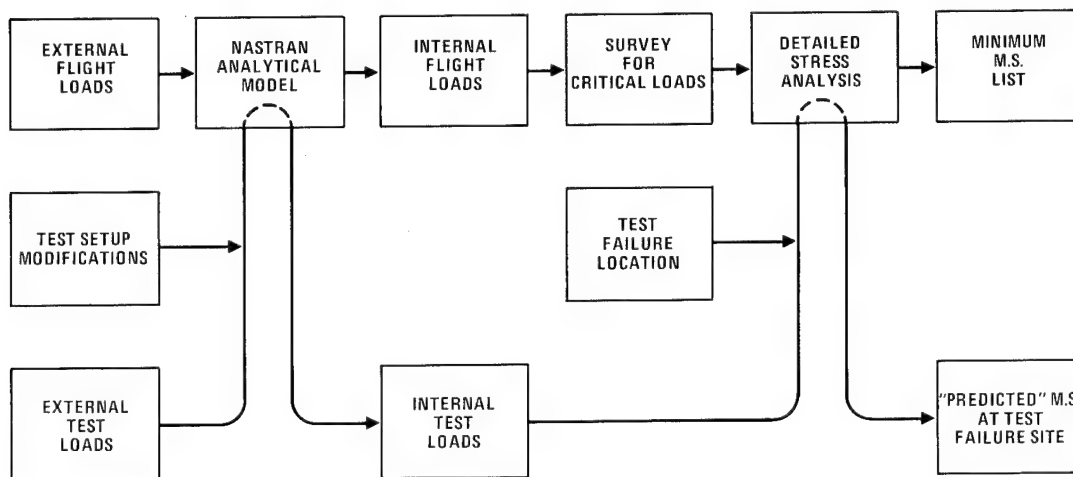 EXTERNAL
FLIGHT
LOADS
NASTRAN
ANALYTICAL
MODEL
INTERNAL
FLIGHT
LOADS
SURVEY
FOR
CRITICAL LOADS
DETAILED
STRESS
ANALYSIS
MINIMUM
M.S.
LIST
TEST SETUP
MODIFICATIONS
TEST
FAILURE
LOCATION
EXTERNAL
TEST
LOADS
INTERNAL
TEST
LOADS
"PREDICTED" M.S.
AT TEST
FAILURE SITE